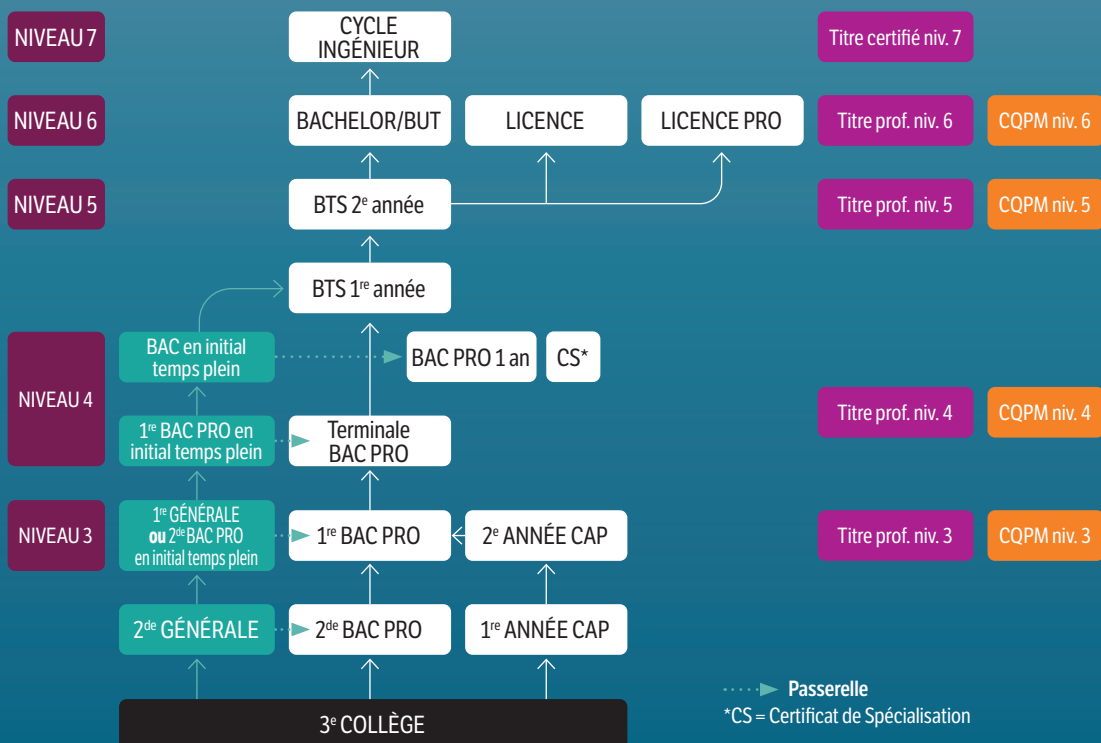 NIVEAU 7
CYCLE
INGÉNIEUR
Titre certifié niv. 7
NIVEAU 6
BACHELOR/BUT
LICENCE
LICENCE PRO
Titre prof. niv. 6
CQPM niv. 6
NIVEAU 5
BTS 2e année
Titre prof. niv. 5
CQPM niv. 5
BTS 1re année
NIVEAU 4
BAC en initial
temps plein
BAC PRO 1 an
CS*
1re BAC PRO en
initial temps plein
Terminale
BAC PRO
Titre prof. niv. 4
CQPM niv. 4
NIVEAU 3
1re GÉNÉRALE
ou 2de BAC PRO
en initial temps plein
1re BAC PRO
2e ANNÉE CAP
Titre prof. niv. 3
CQPM niv. 3
2de GÉNÉRALE
2de BAC PRO
1re ANNÉE CAP
3e COLLÈGE
Passerelle
*CS = Certificat de Spécialisation